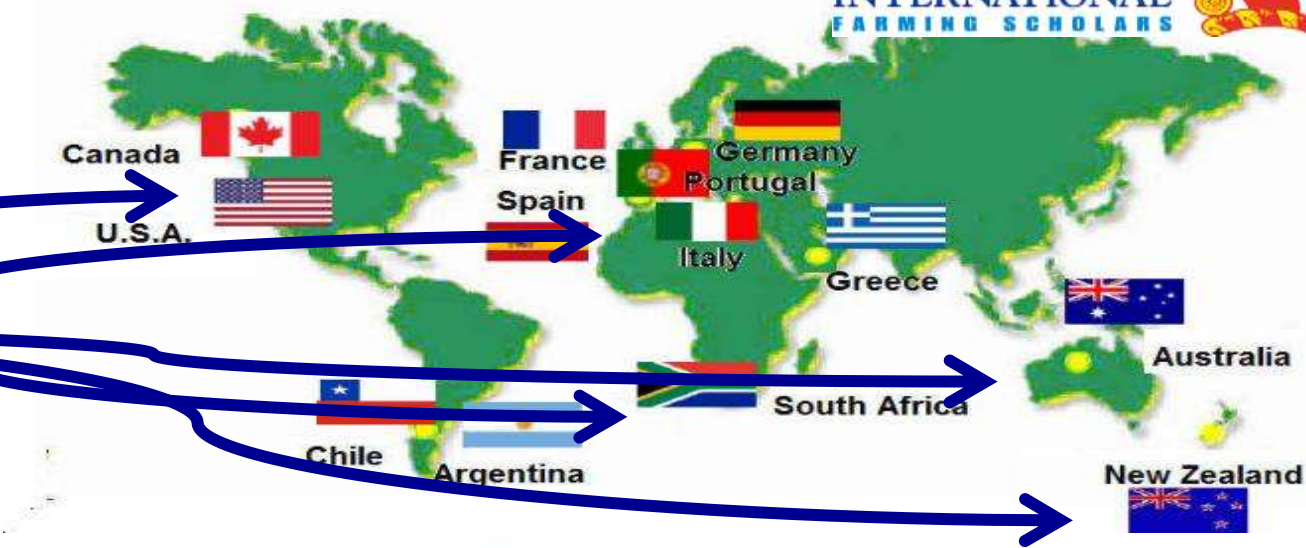 INTERNATIONAL
FARMING SCHOLARS
Canada
U.S.A.
France
Spain
Germany
Portugal
Italy
Greece
Australia
South Africa
Chile
Argentina
New Zealand